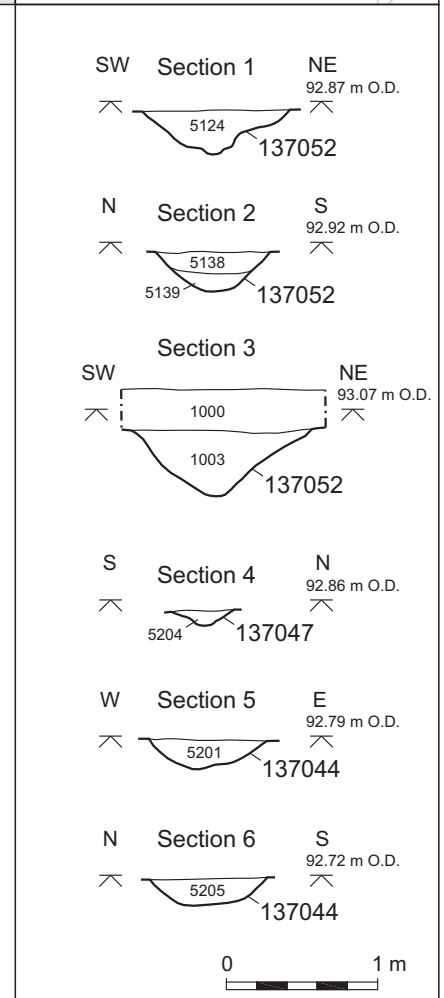 SW Section 1 NE
92.87 m O.D.
5124
137052
N Section 2 S
92.92 m O.D.
5138
5139
137052
Section 3
SW NE
93.07 m O.D.
1000
1003
137052
S Section 4 N
92.86 m O.D.
5204
137047
W Section 5 E
92.79 m O.D.
5201
137044
N Section 6 S
92.72 m O.D.
5205
137044
0 1 m